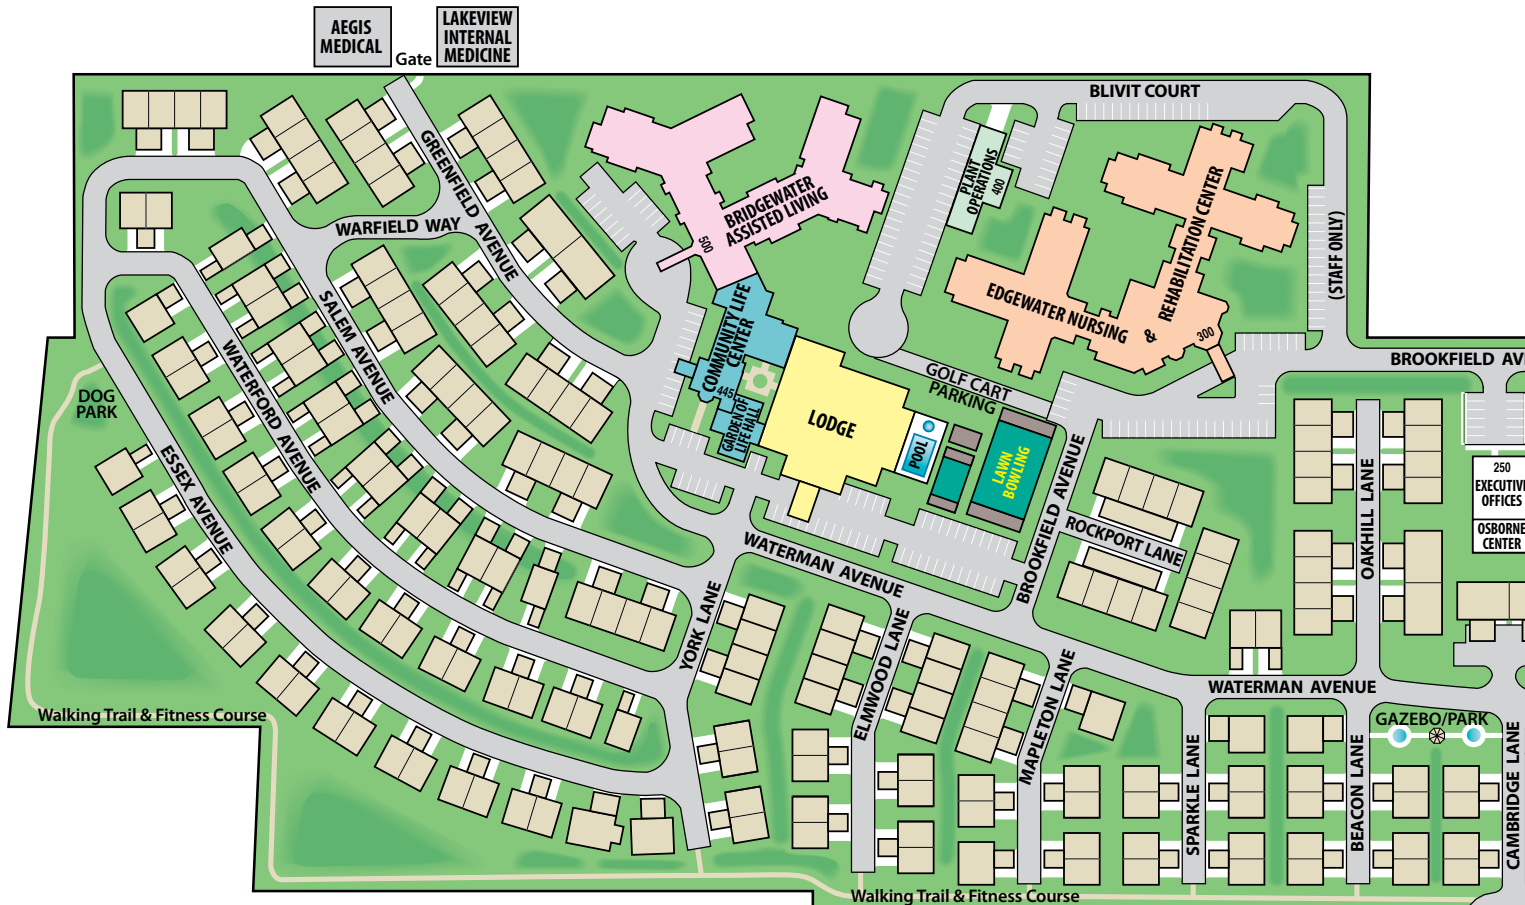 AEGIS
MEDICAL
Gate
LAKEVIEW
INTERNAL
MEDICINE
BLIVIT COURT
GREENFIELD AVENUE
WARFIELD WAY
BRIDGEWATER
ASSISTED LIVING
500
PLANT
OPERATIONS
400
EDGEWATER NURSING
&
REHABILITATION CENTER
300
(STAFF ONLY)
SALEM AVENUE
WATERFORD AVENUE
ESSEX AVENUE
DOG
PARK
COMMUNITY LIFE
CENTER
445
GARDEN OF
LIFE HALL
LODGE
POOL
LAWN
BOWLING
GOLF CART
PARKING
BROOKFIELD AVE
BROOKFIELD AVENUE
ROCKPORT LANE
OAKHILL LANE
250
EXECUTIVE
OFFICES
OSBORNE
CENTER
WATERMAN AVENUE
YORK LANE
ELMWOOD LANE
MAPLETON LANE
WATERMAN AVENUE
GAZEBO/PARK
SPARKLE LANE
BEACON LANE
CAMBRIDGE LANE
Walking Trail & Fitness Course
Walking Trail & Fitness Course